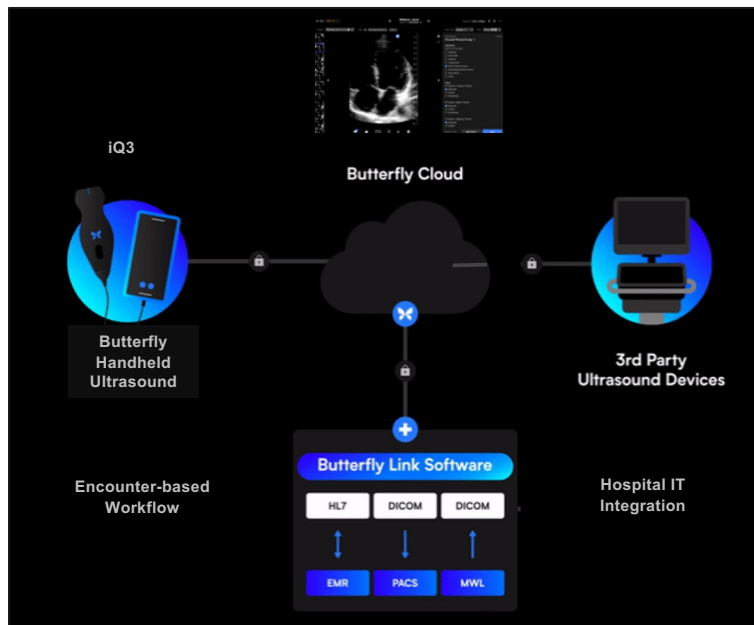 iQ3
Butterfly Cloud
Butterfly
Handheld
Ultrasound
3rd Party
Ultrasound Devices
Encounter-based
Workflow
Butterfly Link Software
HL7 DICOM DICOM
EMR PACS MWL
Hospital IT
Integration